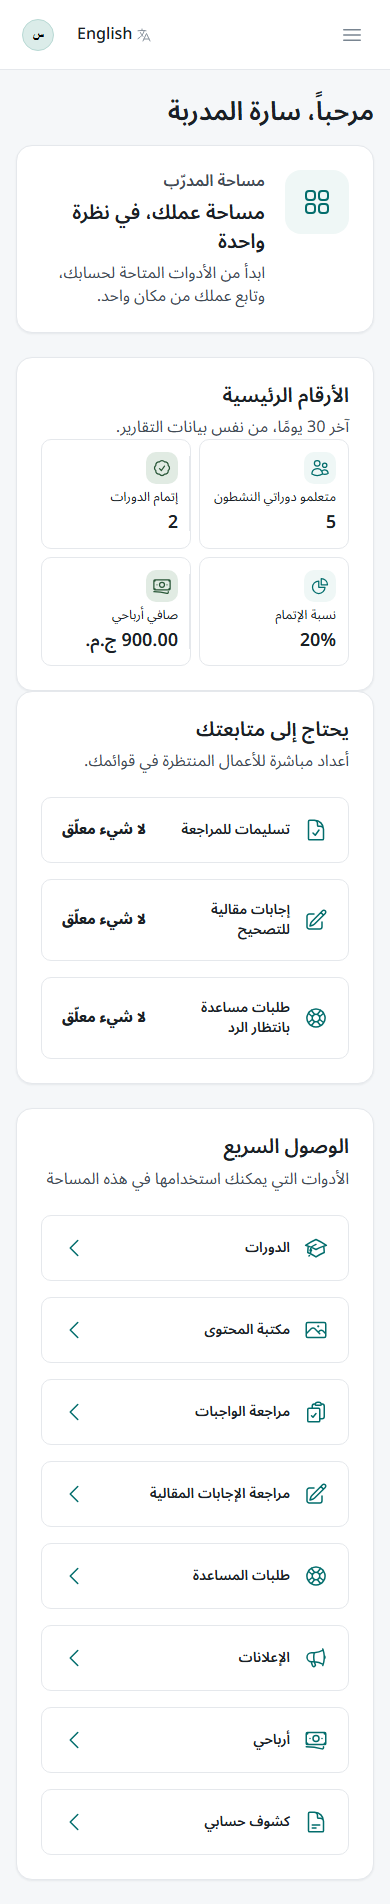 س
English
مرحباً، سارة المدربة
مساحة المدرّب
مساحة عملك، في نظرة
واحدة
ابدأ من الأدوات المتاحة لحسابك،
وتابع عملك من مكان واحد.
الأرقام الرئيسية
آخر 30 يومًا، من نفس بيانات التقارير.
متعلمو دوراتي النشطون
5
إتمام الدورات
2
نسبة الإتمام
20%
صافي أرباحي
900.00 ج.م.
يحتاج إلى متابعتك
أعداد مباشرة للأعمال المنتظرة في قوائمك.
تسليمات للمراجعة
لا شيء معلّق
إجابات مقالية
للتصحيح
لا شيء معلّق
طلبات مساعدة
بانتظار الرد
لا شيء معلّق
الوصول السريع
الأدوات التي يمكنك استخدامها في هذه المساحة
الدورات
مكتبة المحتوى
مراجعة الواجبات
مراجعة الإجابات المقالية
طلبات المساعدة
الإعلانات
أرباحي
كشوف حسابي